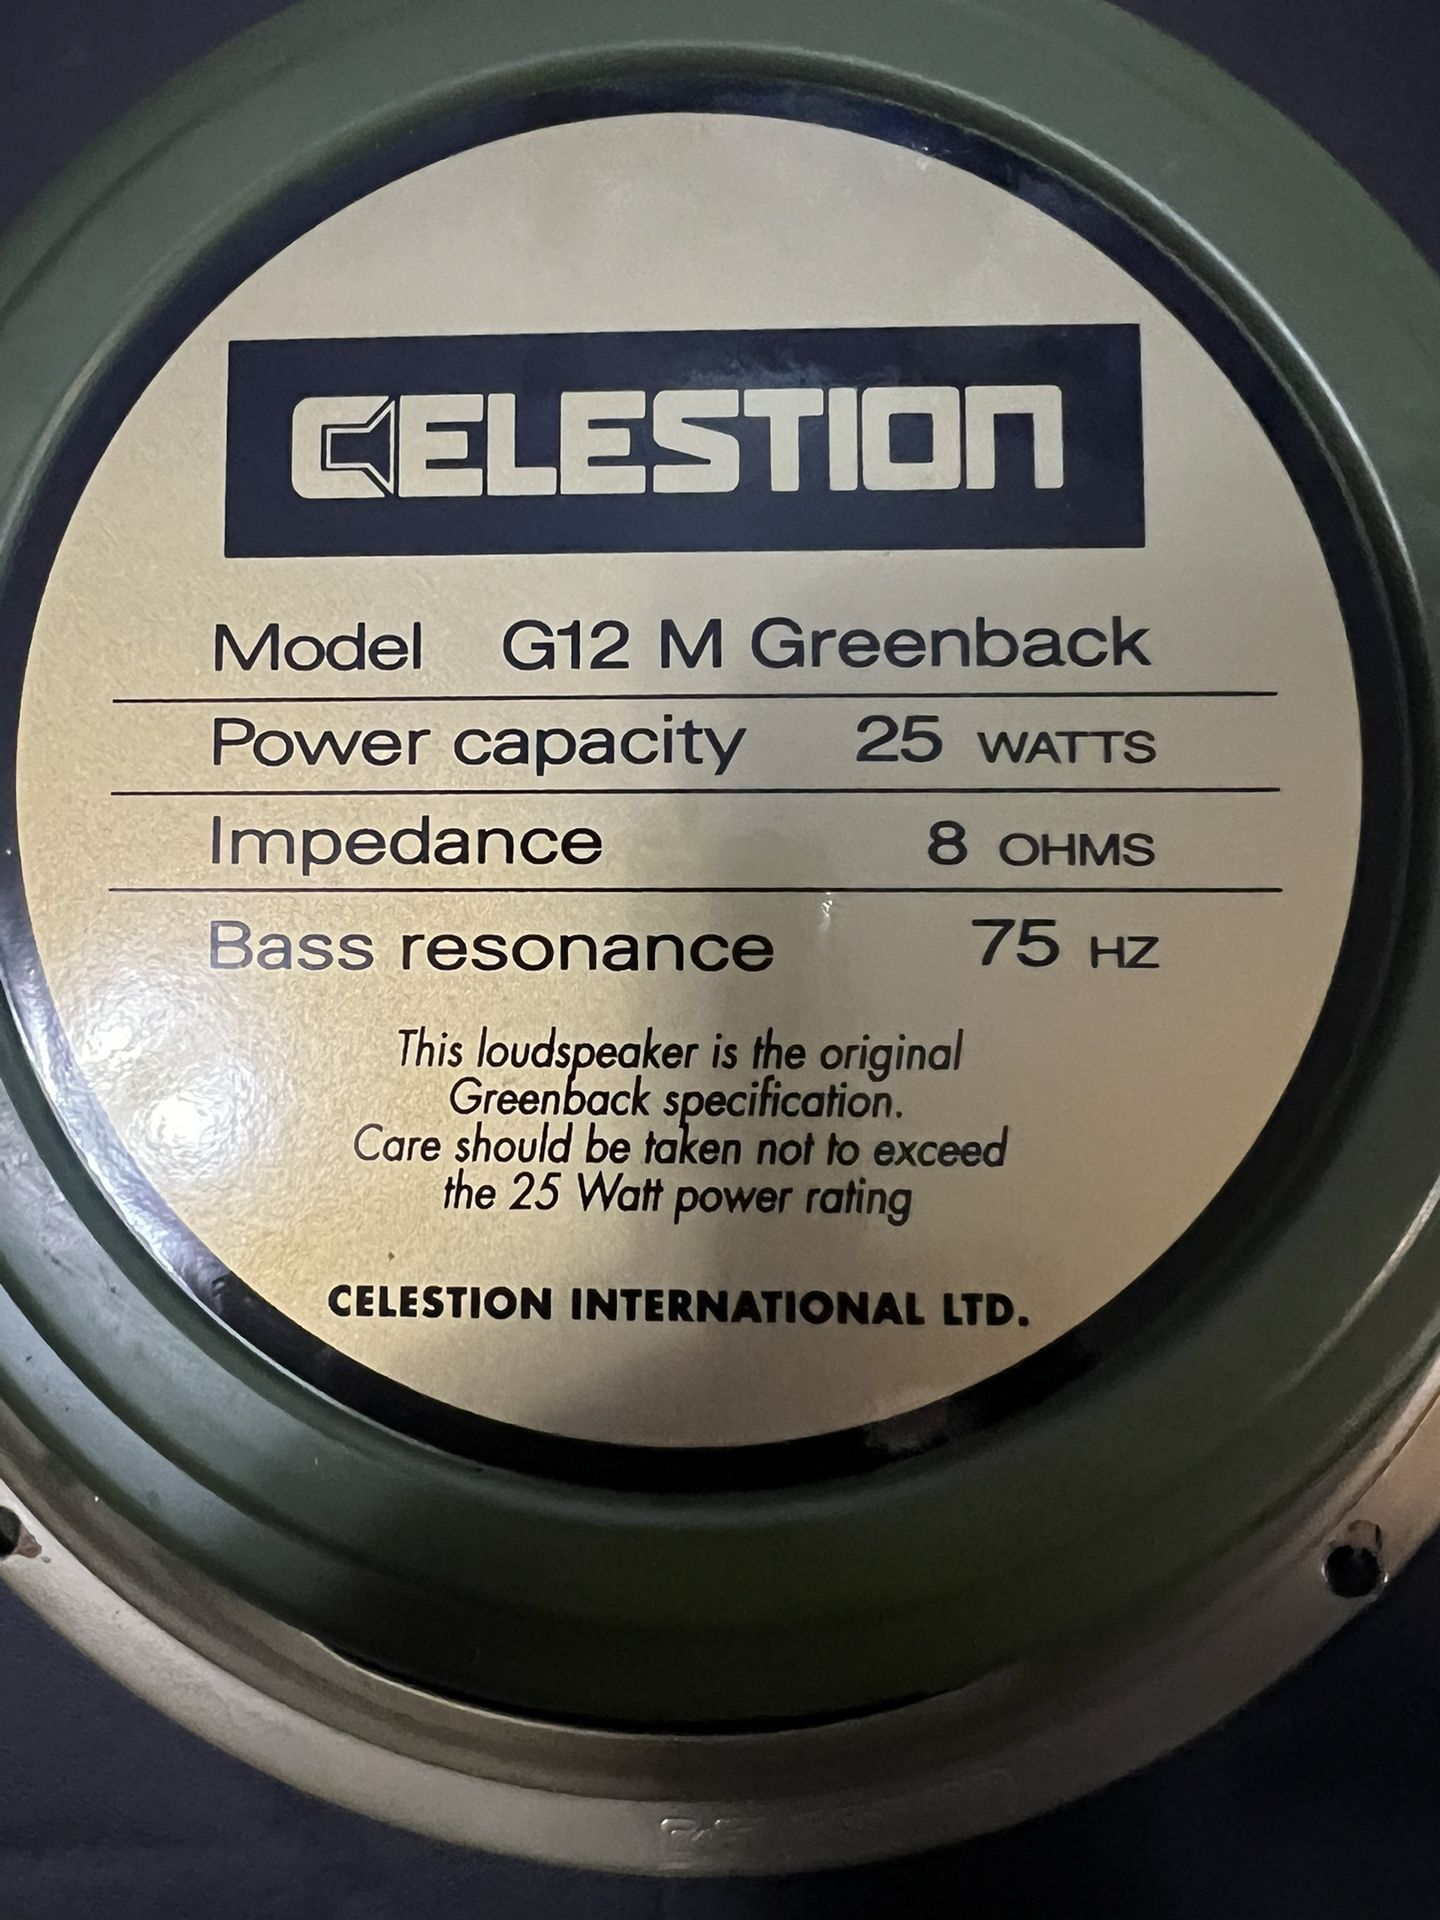 CELESTION
Model G12 M Greenback
Power capacity 25 WATTS
Impedance 8 OHMS
Bass resonance 75 HZ
This loudspeaker is the original
Greenback specification.
Care should be taken not to exceed
the 25 Watt power rating
CELESTION INTERNATIONAL LTD.